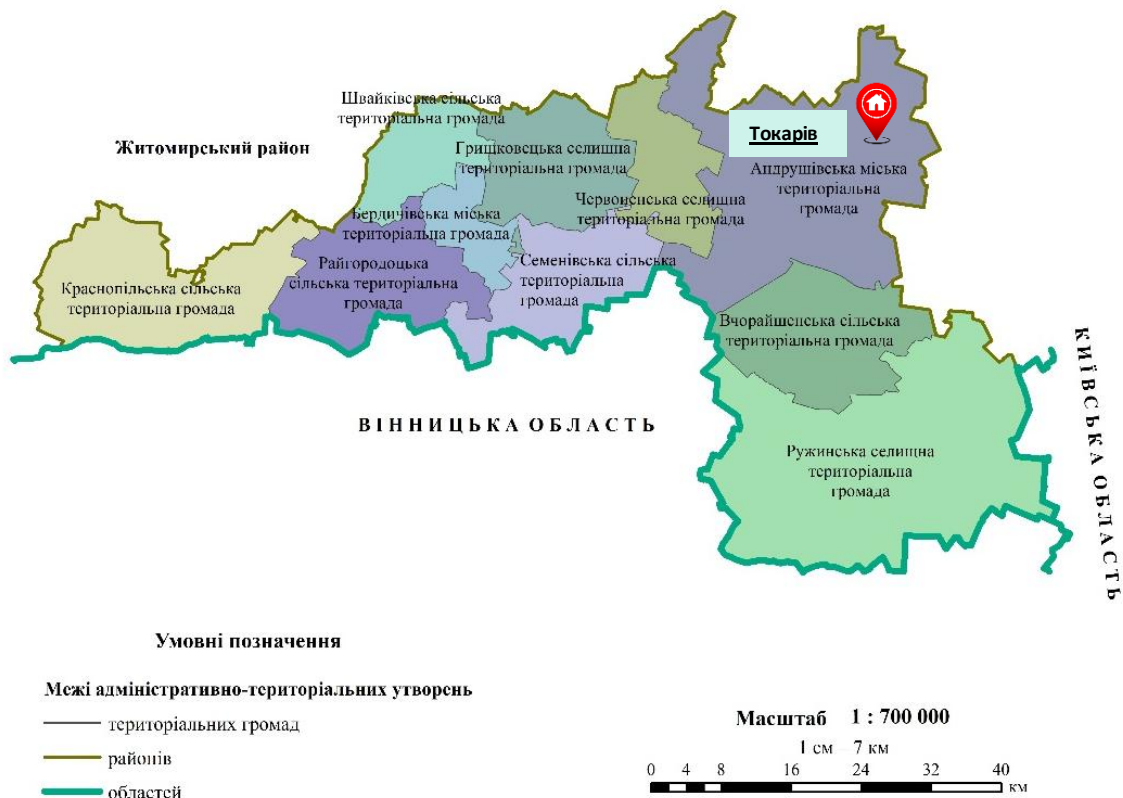 Швайківська сільська
територіальна громада
Житомирський район
Гришковецька селишна
територіальна громада
Токарів
Андрушівська міська
територіальна
громада
Червоненська селишна
територіальна громада
Бердичівська міська
територіальна громада
Семенівська сільська
територіальна
громада
Райгородоцька
сільська територіальна
громада
Краснопільська сільська
територіальна громада
Вчорайшенська сільська
територіальна громада
КИЇВСЬКА ОБЛАСТЬ
ВІННИЦЬКА ОБЛАСТЬ
Ружинська селищна
територіальна
громада
Умовні позначення
Межі адміністративно-територіальних утворень
територіальних громад
районів
областей
Масштаб 1 : 700 000
1 см – 7 км
0 4 8 16 24 32 40
км